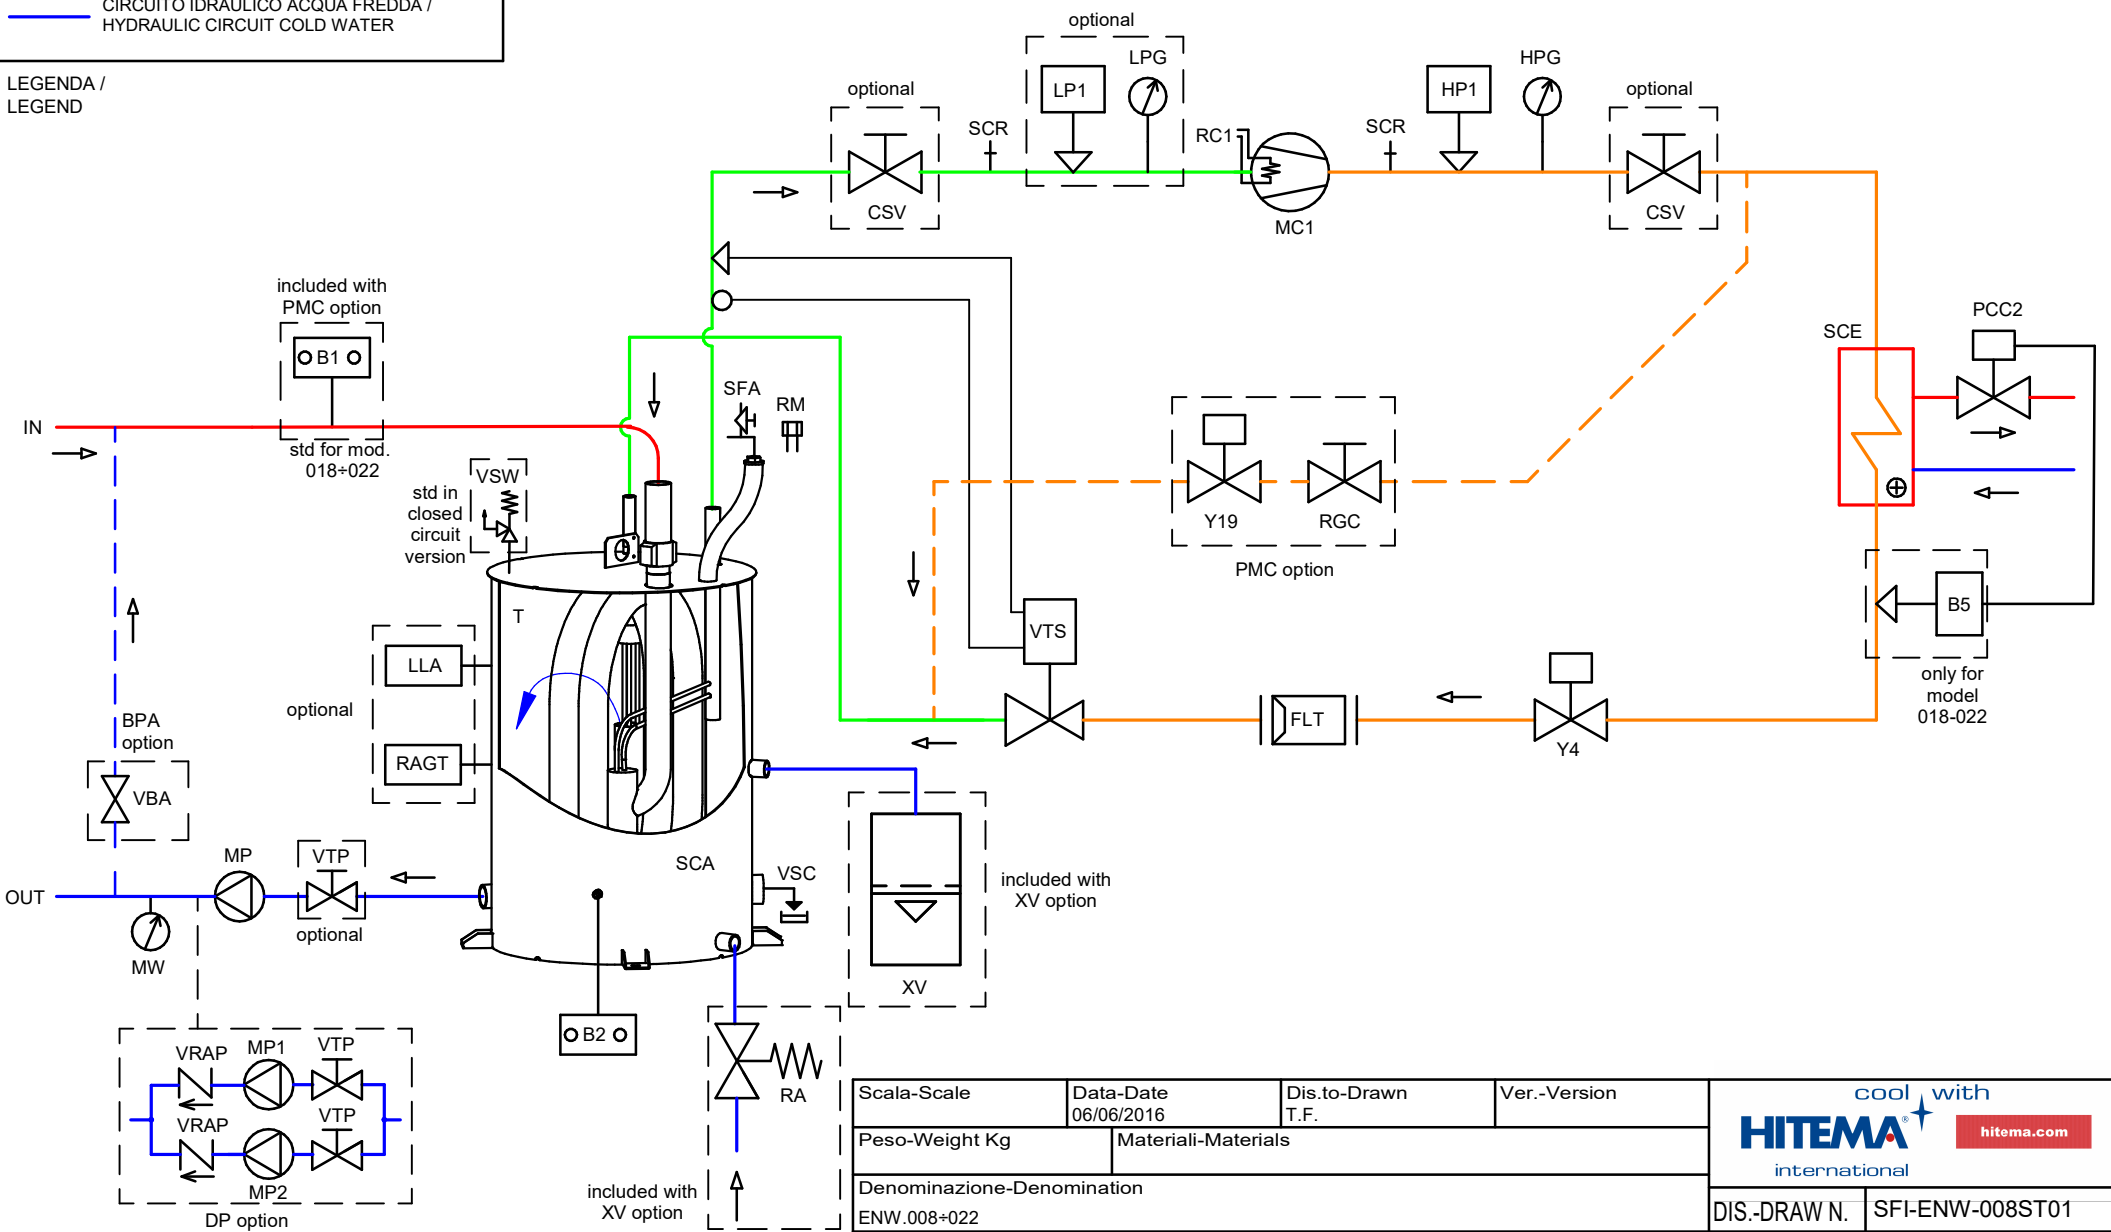 CIRCUITO IDRAULICO ACQUA FREDDA /
HYDRAULIC CIRCUIT COLD WATER
LEGENDA /
LEGEND
optional
LP1
LPG
optional
CSV
SCR
RC1
MC1
SCR
HP1
HPG
optional
CSV
included with
PMC option
B1
std for mod.
018÷022
IN
SFA
RM
VSW
std in
closed
circuit
version
T
Y19
RGC
PMC option
SCE
PCC2
B5
only for
model
018-022
VTS
FLT
Y4
LLA
optional
RAGT
BPA
option
VBA
OUT
MP
VTP
optional
MW
SCA
VSC
included with
XV option
XV
B2
VRAP
MP1
VTP
VRAP
MP2
VTP
DP option
RA
included with
XV option
Scala-Scale
Data-Date
06/06/2016
Dis.to-Drawn
T.F.
Ver.-Version
Peso-Weight Kg
Materiali-Materials
Denominazione-Denomination
ENW.008÷022
cool with
HITEMA®
international
hitema.com
DIS.-DRAW N.
SFI-ENW-008ST01